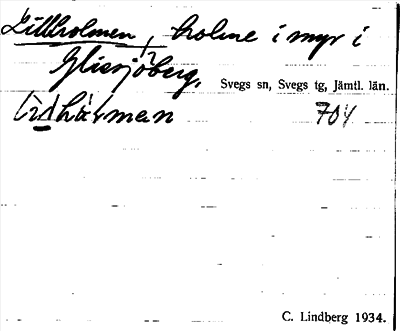 Lillholmen, holme i myr i
Glissjöberg,
Svegs sn, Svegs tg, Jämtl. län.
704
C. Lindberg 1934.